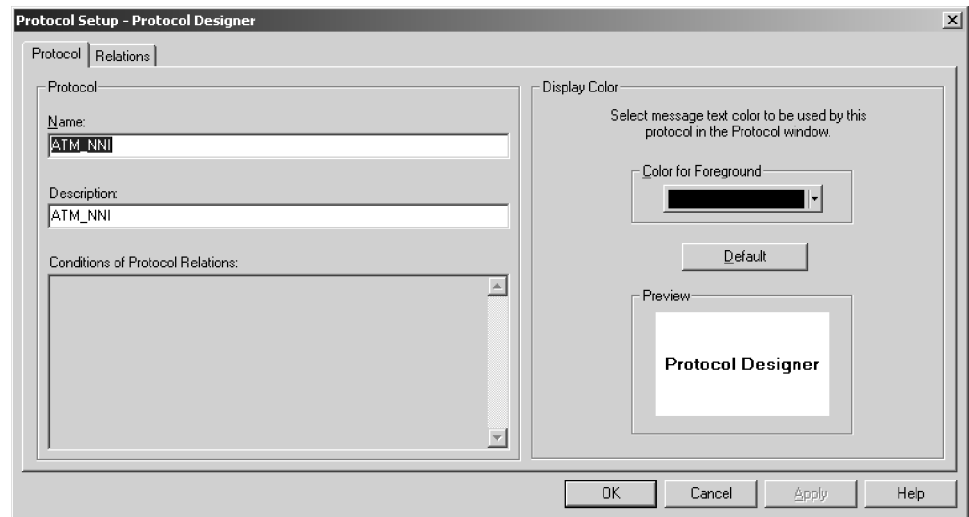 Protocol Setup - Protocol Designer
Protocol
Relations
Protocol
Name:
ATM_NNI
Description:
ATM_NNI
Conditions of Protocol Relations:
Display Color
Select message text color to be used by this
protocol in the Protocol window.
Color for Foreground
Default
Preview
Protocol Designer
OK
Cancel
Apply
Help